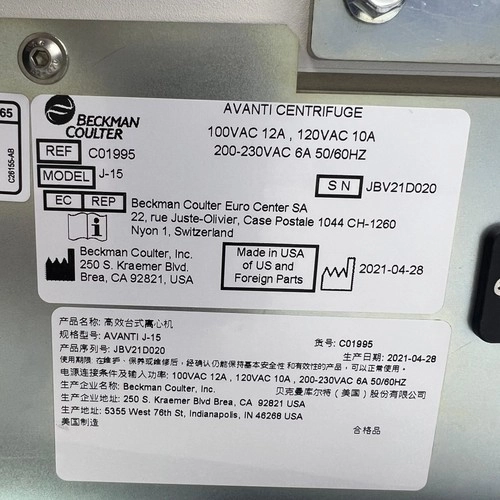 65
C26155-AB
BECKMAN
COULTER
AVANTI CENTRIFUGE
100VAC 12A , 120VAC 10A
200-230VAC 6A 50/60HZ
REF C01995
MODEL J-15
SN JBV21D020
EC REP Beckman Coulter Euro Center SA
22, rue Juste-Olivier, Case Postale 1044 CH-1260
Nyon 1, Switzerland
Beckman Coulter, Inc.
250 S. Kraemer Blvd.
Brea, CA 92821, USA
Made in USA
of US and
Foreign Parts
2021-04-28
产品名称: 高效台式离心机
规格型号: AVANTI J-15 货号: C01995
产品序列号: JBV21D020 生产日期: 2021-04-28
使用期限: 在维护、保养或维修后，经确认仍能保持基本安全性和有效性的产品，可以正常使用。
电源连接条件及输入功率: 100VAC 12A , 120VAC 10A , 200-230VAC 6A 50/60HZ
生产企业名称: Beckman Coulter, Inc. 贝克曼库尔特（美国）股份有限公司
生产企业地址: 250 S. Kraemer Blvd Brea, CA 92821 USA
生产地址: 5355 West 76th St, Indianapolis, IN 46268 USA
美国制造 合格品